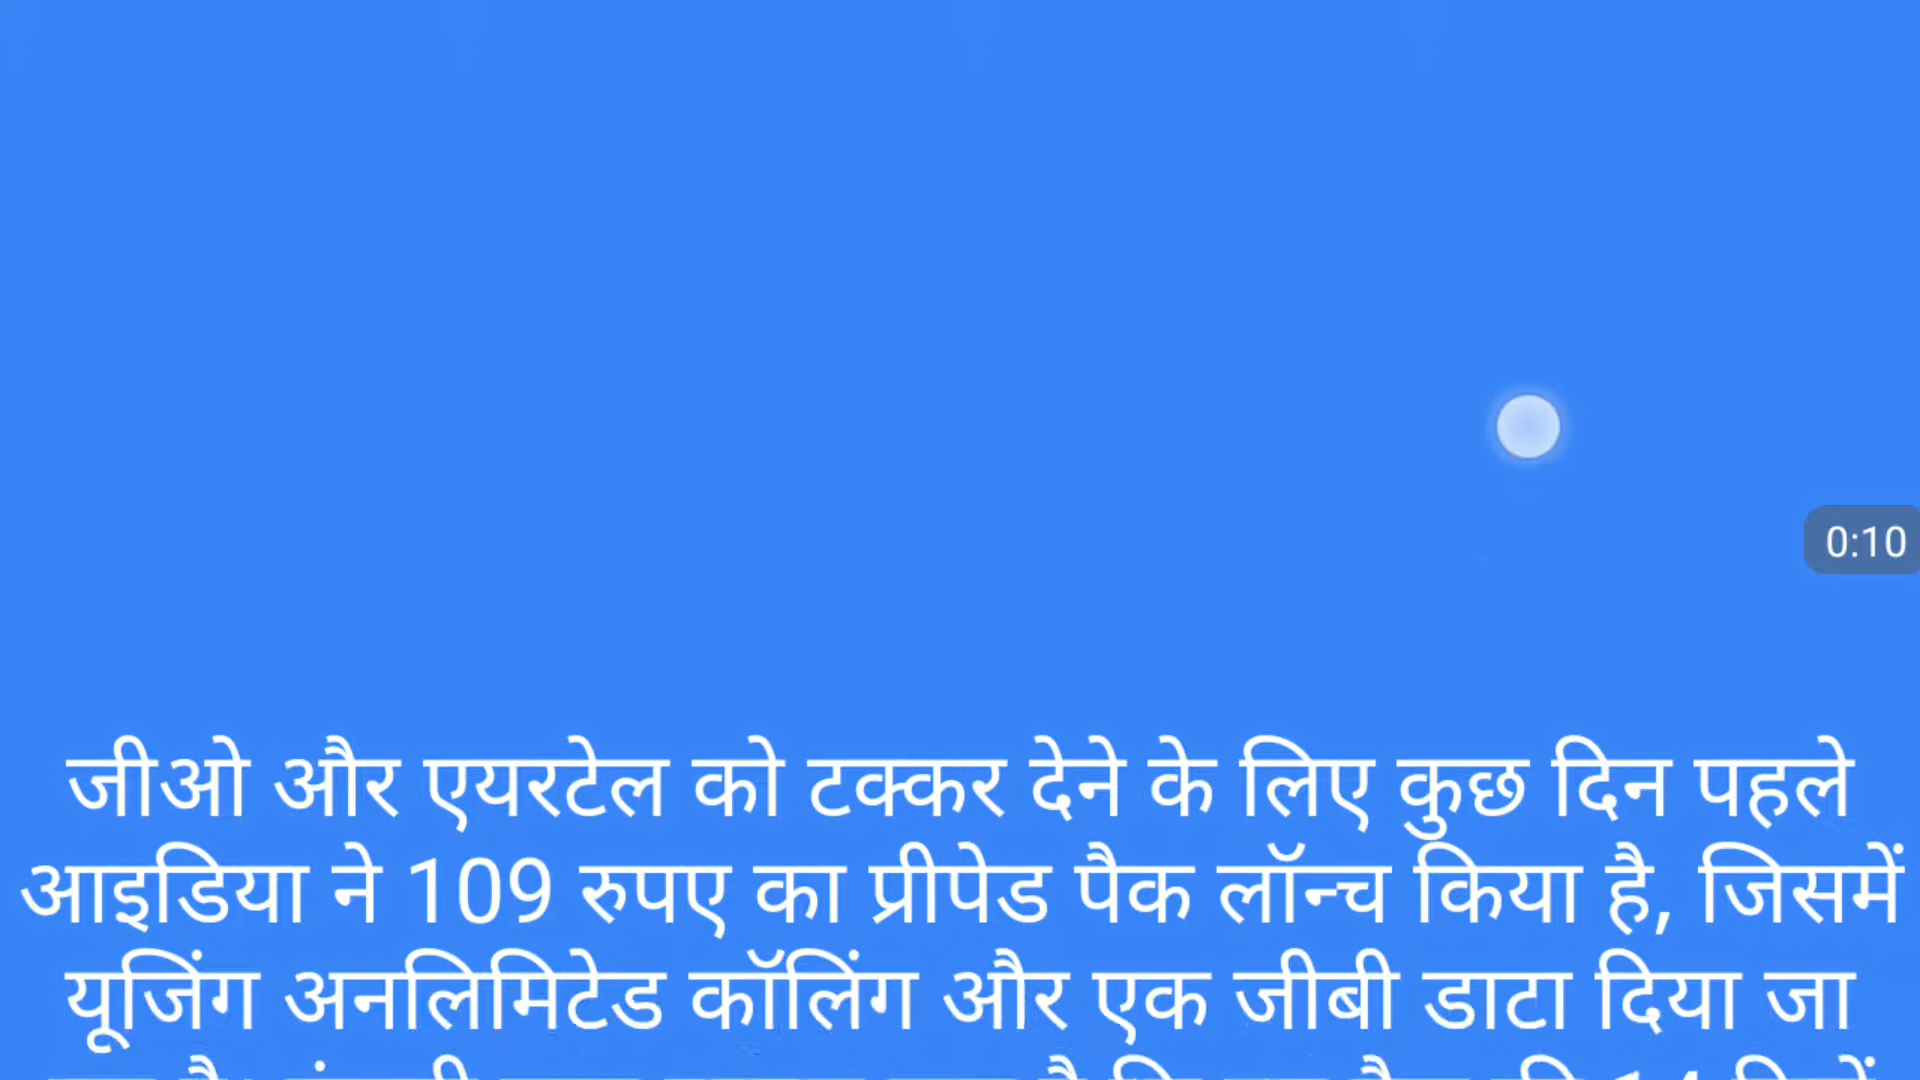 0:10
जीओ और एयरटेल को टक्कर देने के लिए कुछ दिन पहले
आइडिया ने 109 रुपए का प्रीपेड पैक लॉन्च किया है, जिसमें
यूजिंग अनलिमिटेड कॉलिंग और एक जीबी डाटा दिया जा